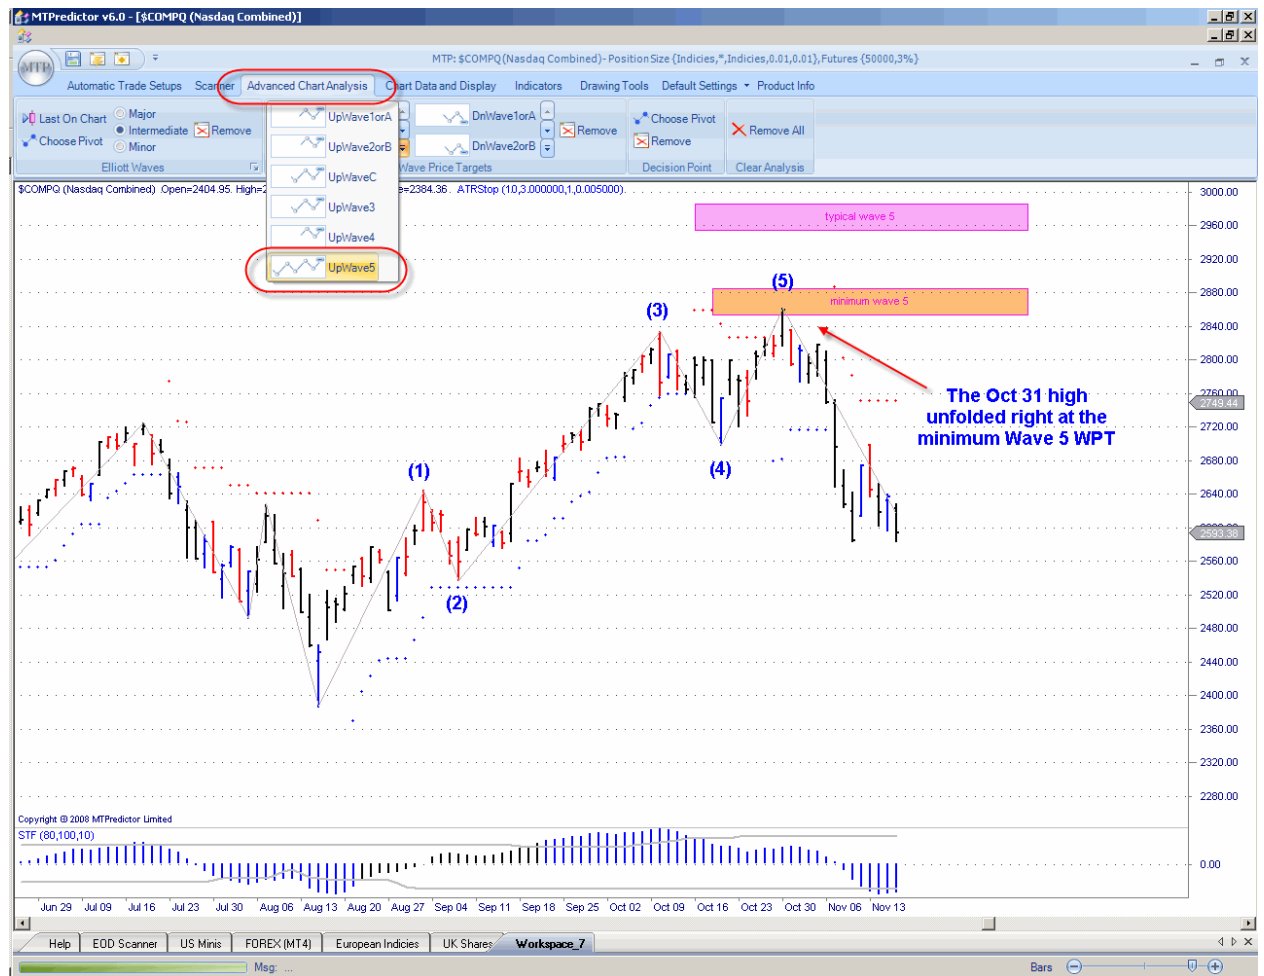 MTPredictor v6.0 - [$COMPQ (Nasdaq Combined)]
MTP
MTP: $COMPQ(Nasdaq Combined)- Position Size {Indicies,*,Indicies,0.01,0.01},Futures {50000,3%}
Automatic Trade Setups Scanner Advanced Chart Analysis Chart Data and Display Indicators Drawing Tools Default Settings Product Info
Last On Chart
Choose Pivot
Major
Intermediate
Minor
Remove
Elliott Waves
UpWave1orA
UpWave2orB
UpWaveC
UpWave3
UpWave4
UpWave5
DnWave1orA
DnWave2orB
Remove
Wave Price Targets
Choose Pivot
Remove
Decision Point
Remove All
Clear Analysis
$COMPQ (Nasdaq Combined) Open=2404.95. High=2 e=2384.36. ATRStop (10,3.000000,1,0.005000).
typical wave 5
minimum wave 5
(1)
(2)
(3)
(4)
(5)
The Oct 31 high
unfolded right at the
minimum Wave 5 WPT
3000.00
2960.00
2920.00
2880.00
2840.00
2800.00
2760.00
2749.44
2720.00
2680.00
2640.00
2593.38
2560.00
2520.00
2480.00
2440.00
2400.00
2360.00
2320.00
2280.00
Copyright © 2008 MTPredictor Limited
STF (80,100,10)
0.00
Jun 29 Jul 09 Jul 16 Jul 23 Jul 30 Aug 06 Aug 13 Aug 20 Aug 27 Sep 04 Sep 11 Sep 18 Sep 25 Oct 02 Oct 09 Oct 16 Oct 23 Oct 30 Nov 06 Nov 13
Help EOD Scanner US Minis FOREX (MT4) European Indicies UK Shares Workspace_7
Msg: ...
Bars